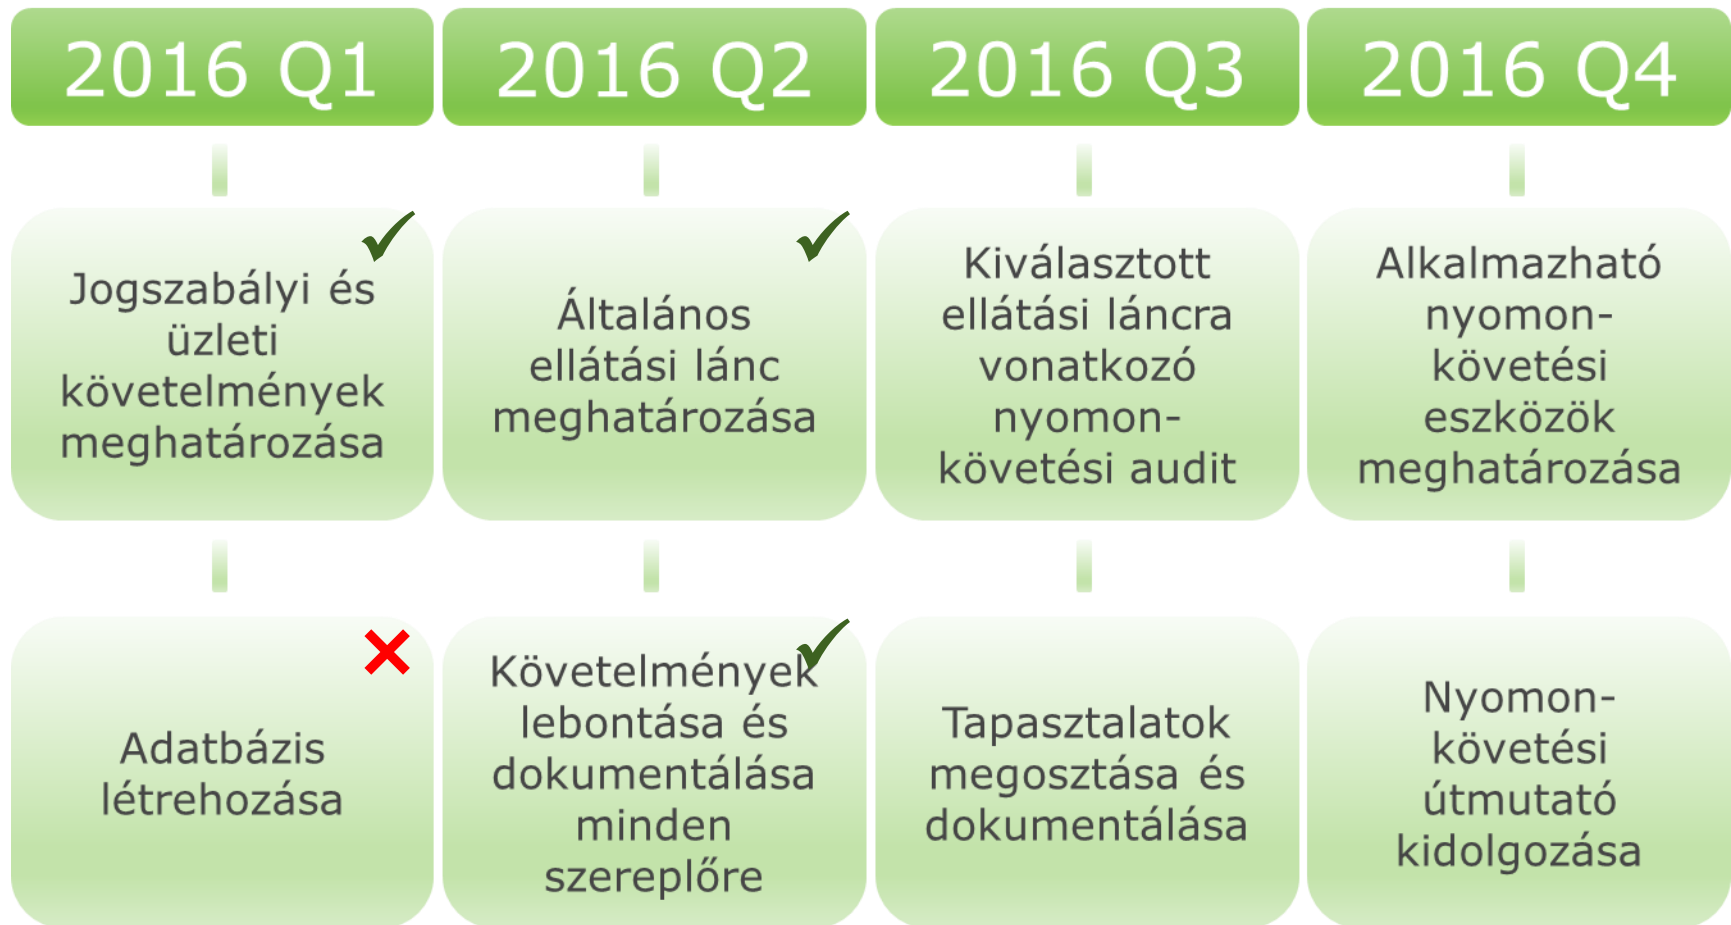 2016 Q1
Jogszabályi és
üzleti
követelmények
meghatározása
Adatbázis
létrehozása
2016 Q2
Általános
ellátási lánc
meghatározása
Követelmények
lebontása és
dokumentálása
minden
szereplőre
2016 Q3
Kiválasztott
ellátási láncra
vonatkozó
nyomon-
követési audit
Tapasztalatok
megosztása és
dokumentálása
2016 Q4
Alkalmazható
nyomon-
követési
eszközök
meghatározása
Nyomon-
követési
útmutató
kidolgozása